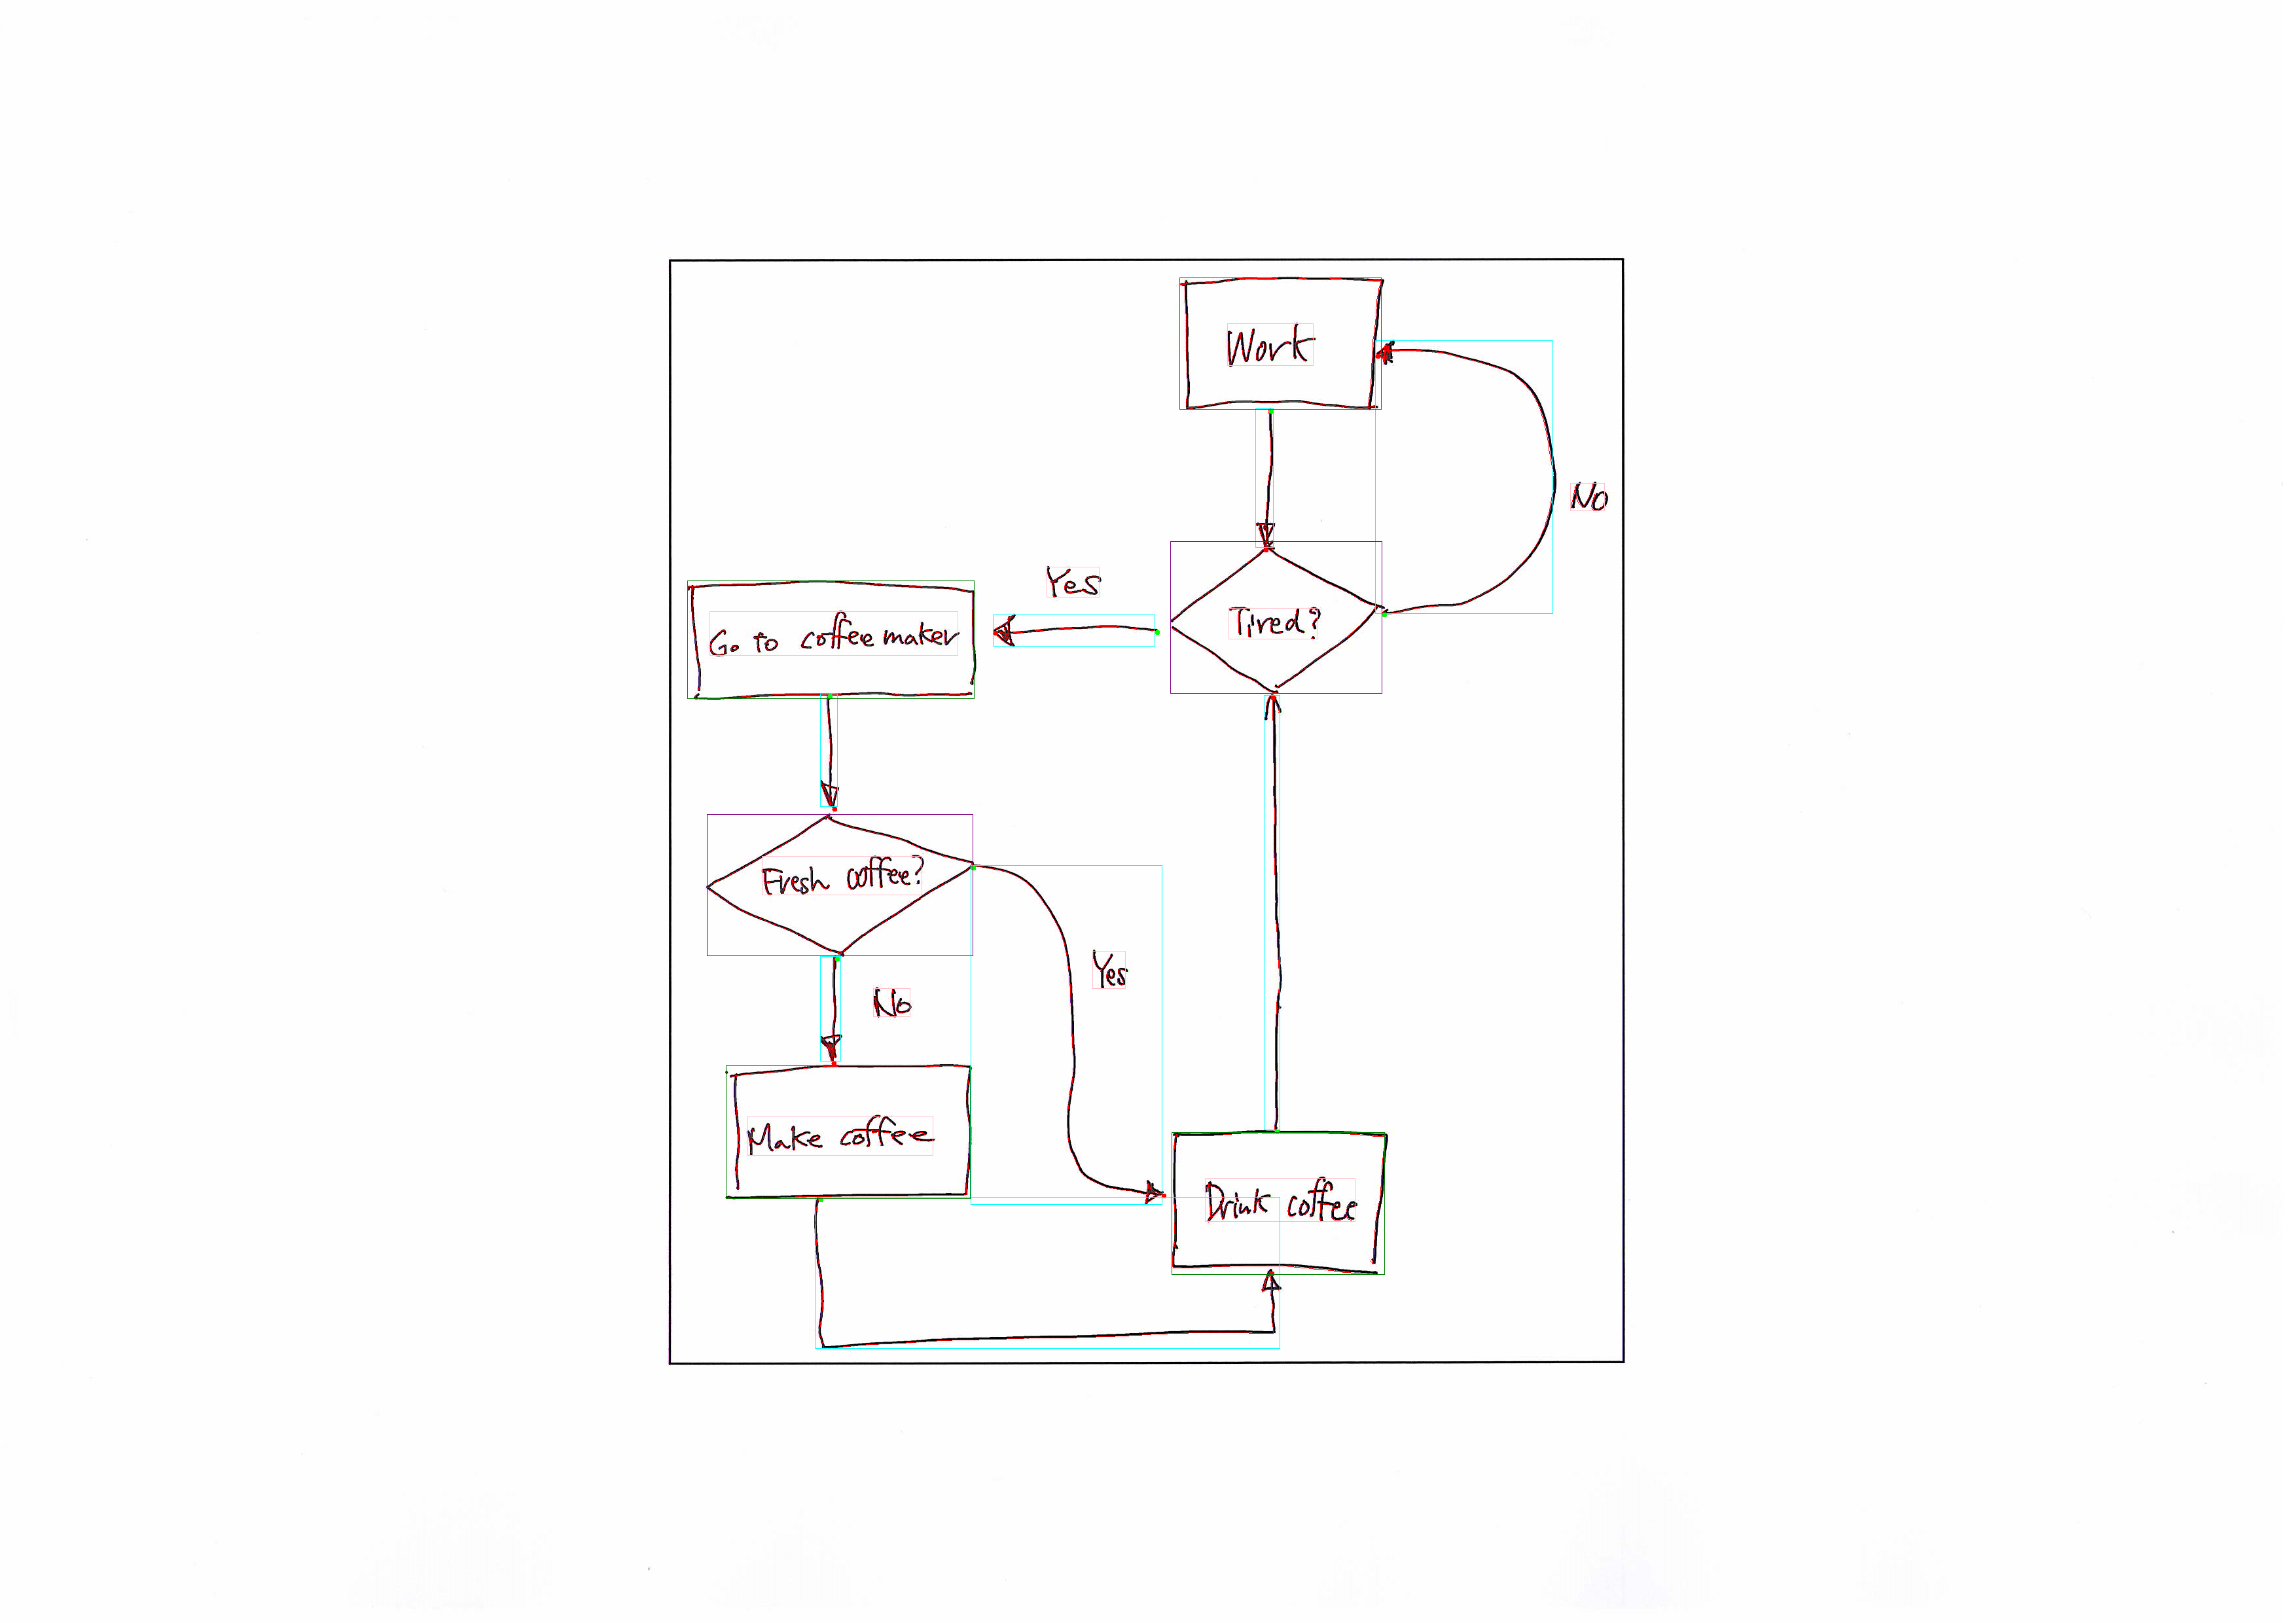 Work
No
Yes
Tired?
Go to coffee maker
Fresh coffee?
Yes
No
Make coffee
Drink coffee